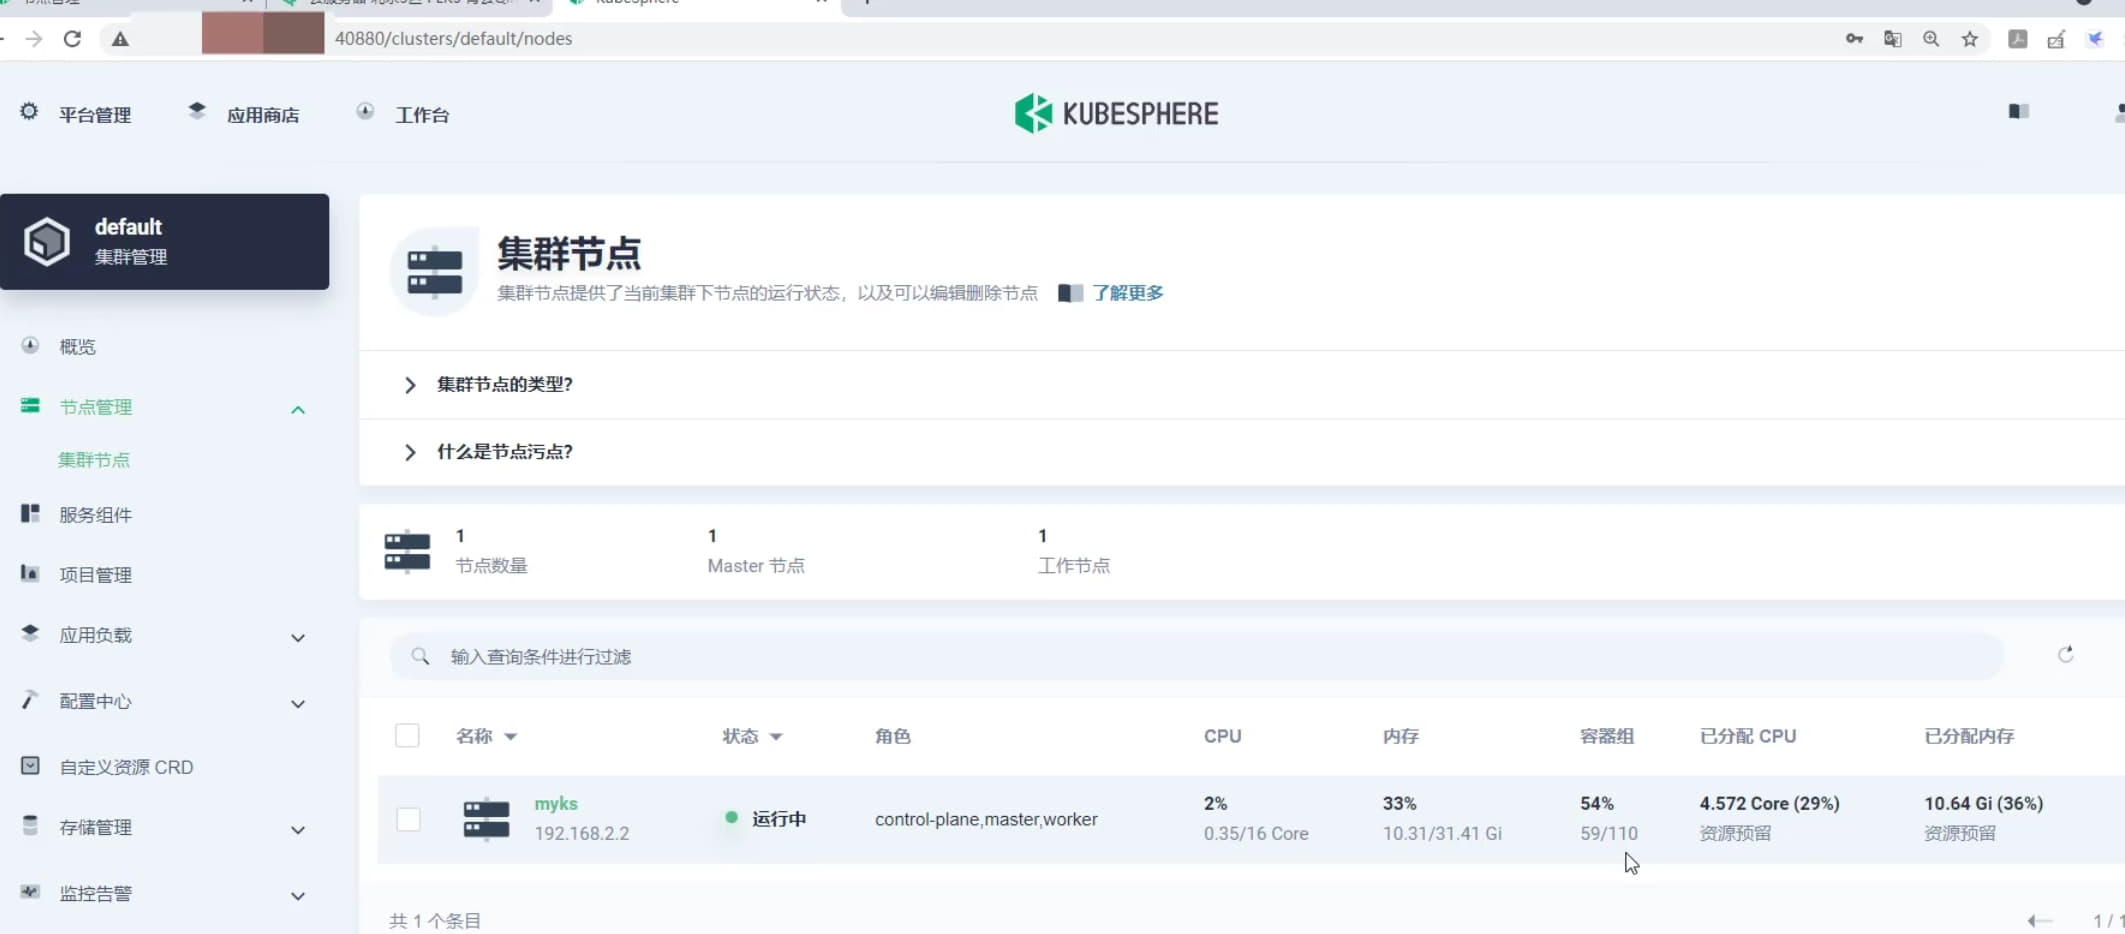 40880/clusters/default/nodes
平台管理
应用商店
工作台
KUBESPHERE
default
集群管理
概览
节点管理
集群节点
服务组件
项目管理
应用负载
配置中心
自定义资源 CRD
存储管理
监控告警
集群节点
集群节点提供了当前集群下节点的运行状态，以及可以编辑删除节点 了解更多
集群节点的类型?
什么是节点污点?
1 1 1
节点数量 Master 节点 工作节点
输入查询条件进行过滤
名称 状态 角色 CPU 内存 容器组 已分配 CPU 已分配内存
myks 运行中 control-plane,master,worker 2% 33% 54% 4.572 Core (29%) 10.64 Gi (36%)
192.168.2.2 0.35/16 Core 10.31/31.41 Gi 59/110 资源预留 资源预留
共 1 个条目
1 / 1